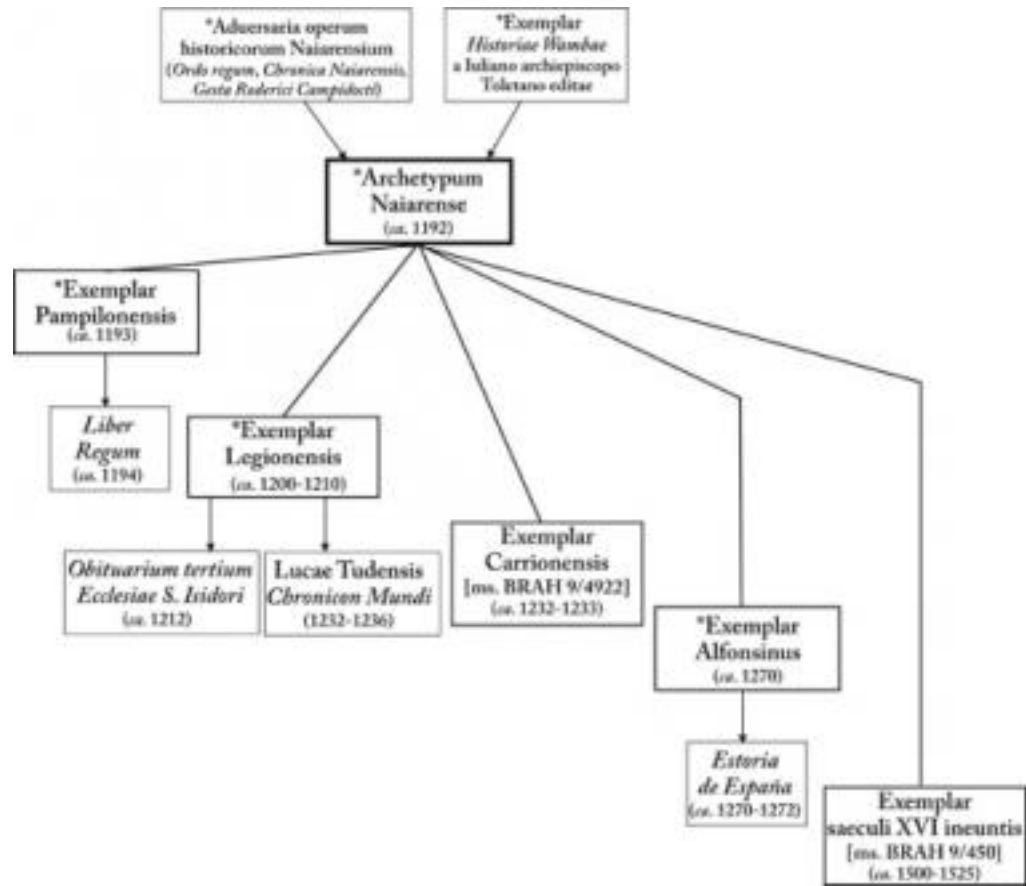 *Aduersaria operum
historicorum Naiarensium
(Ordo regum, Chronica Naiarensis,
Gesta Roderici Campidocti)
*Exemplar
Historiae Wambae
a Iuliano archiepiscopo
Toletano editae
*Archetypum
Naiarense
(ca. 1192)
*Exemplar
Pampilonensis
(ca. 1193)
Liber
Regum
(ca. 1194)
*Exemplar
Legionensis
(ca. 1200-1210)
Obituarium tertium
Ecclesiae S. Isidori
(ca. 1212)
Lucae Tudensis
Chronicon Mundi
(1232-1236)
Exemplar
Carrionensis
[ms. BRAH 9/4922]
(ca. 1232-1233)
*Exemplar
Alfonsinus
(ca. 1270)
Estoria
de España
(ca. 1270-1272)
Exemplar
saeculi XVI ineuntis
[ms. BRAH 9/450]
(ca. 1500-1525)